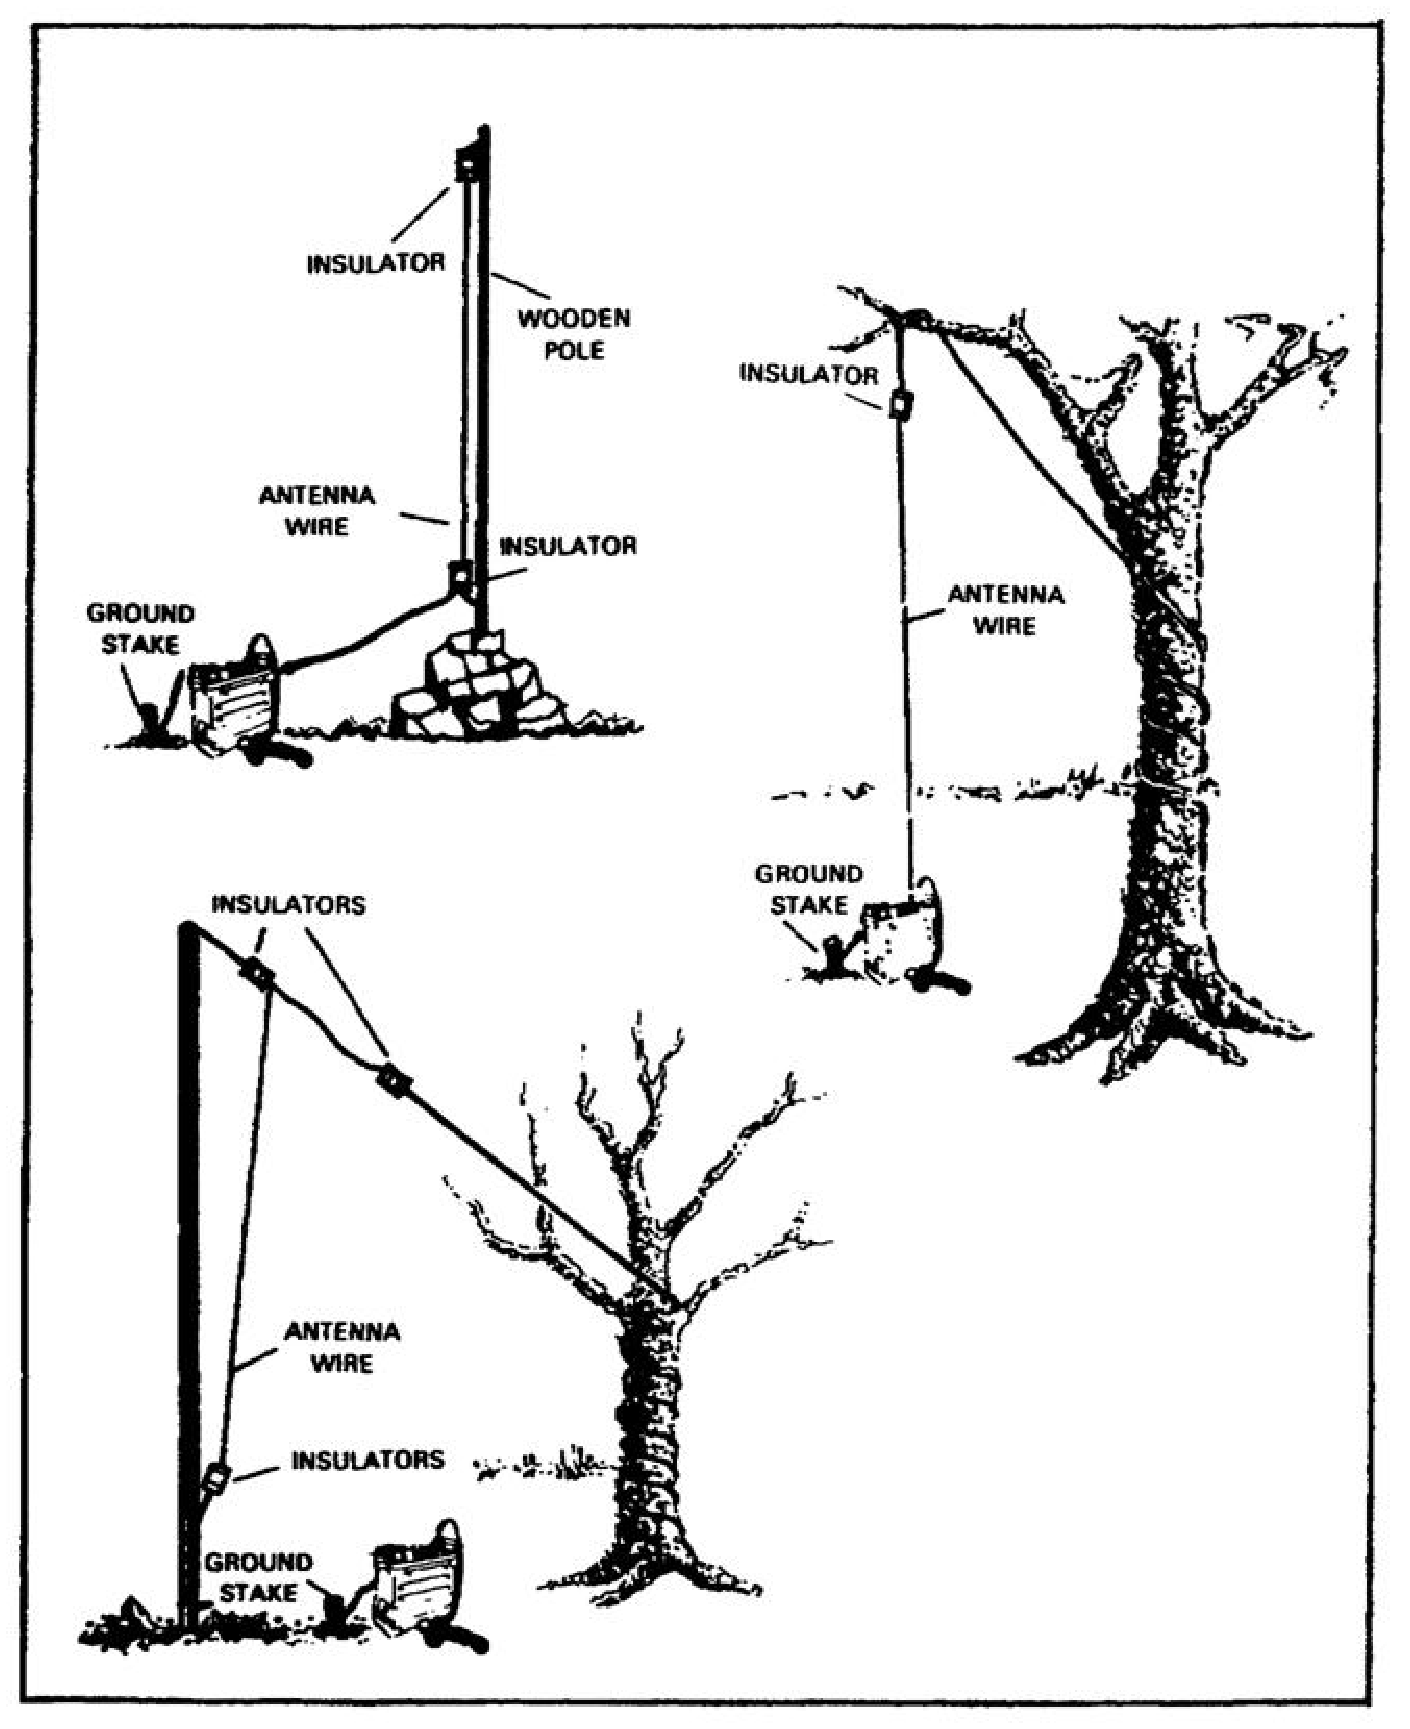 INSULATOR
WOODEN
POLE
ANTENNA
WIRE
INSULATOR
GROUND
STAKE
INSULATOR
ANTENNA
WIRE
GROUND
STAKE
INSULATORS
ANTENNA
WIRE
INSULATORS
GROUND
STAKE